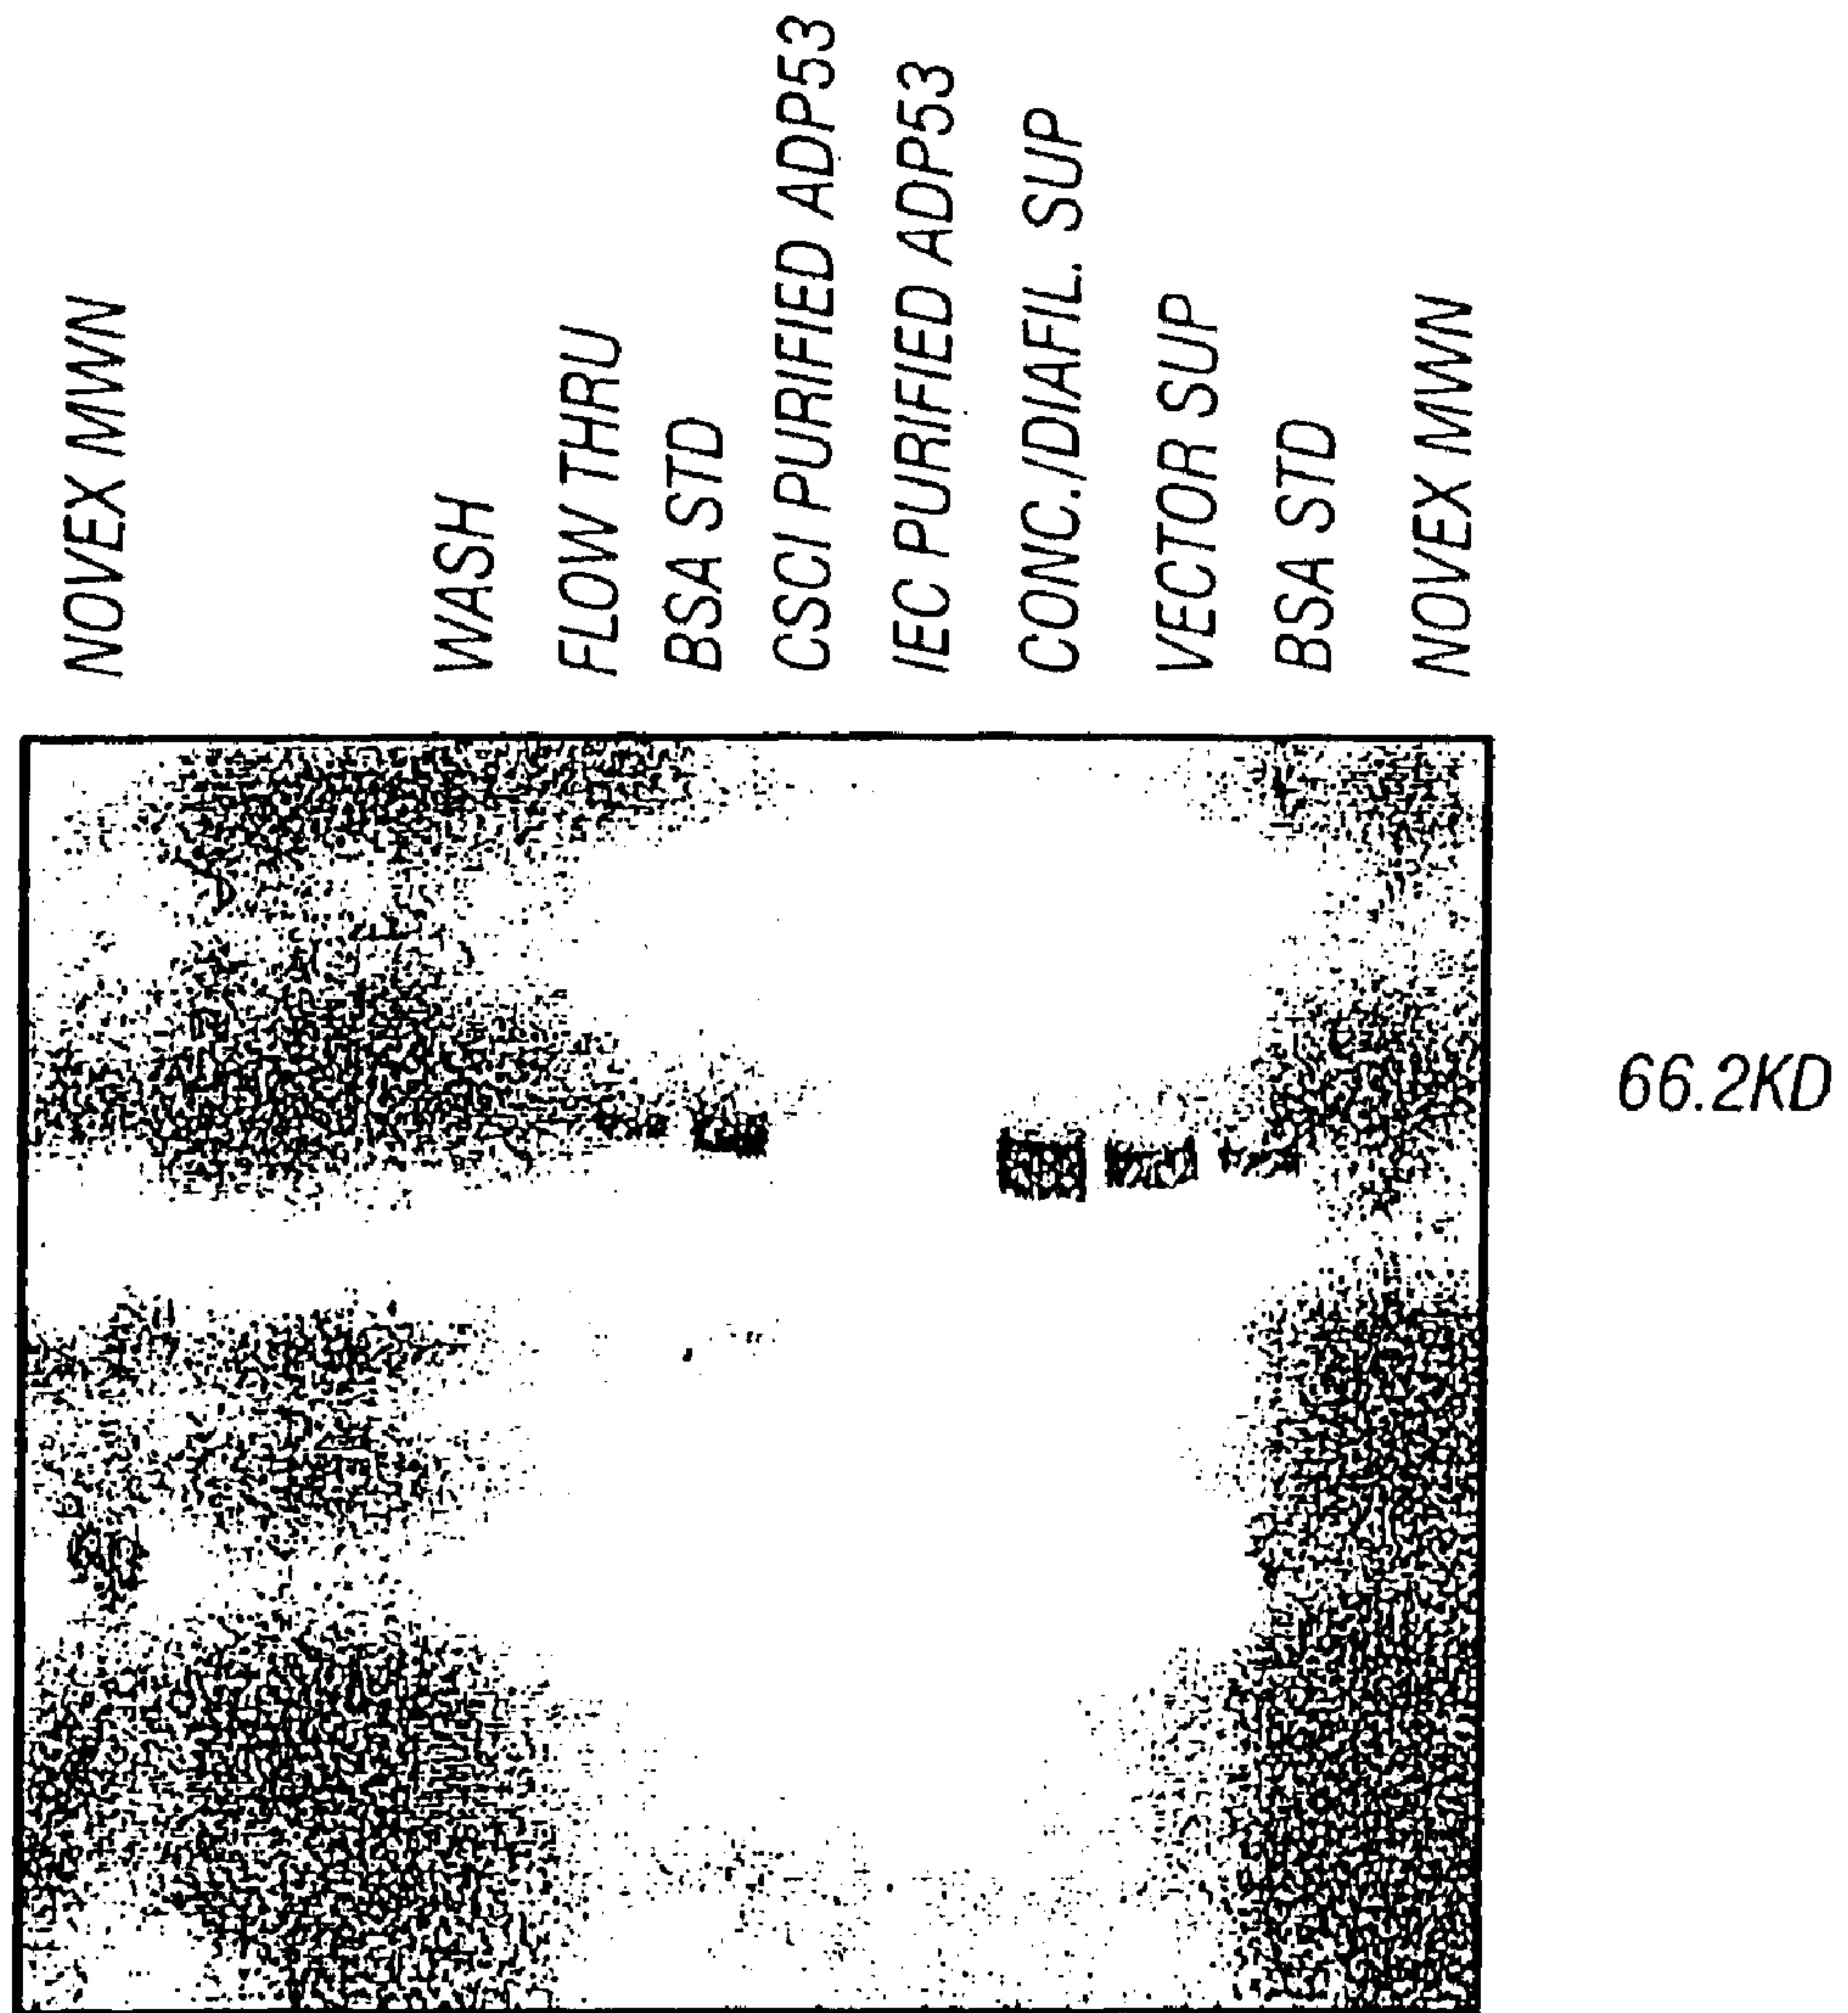 NOVEX MWN
WASH
FLOW THRU
BSA STD
CSCI PURIFIED ADP53
IEC PURIFIED ADP53
CONC./DIAFIL. SUP
VECTOR SUP
BSA STD
NOVEX MWN
66.2KD